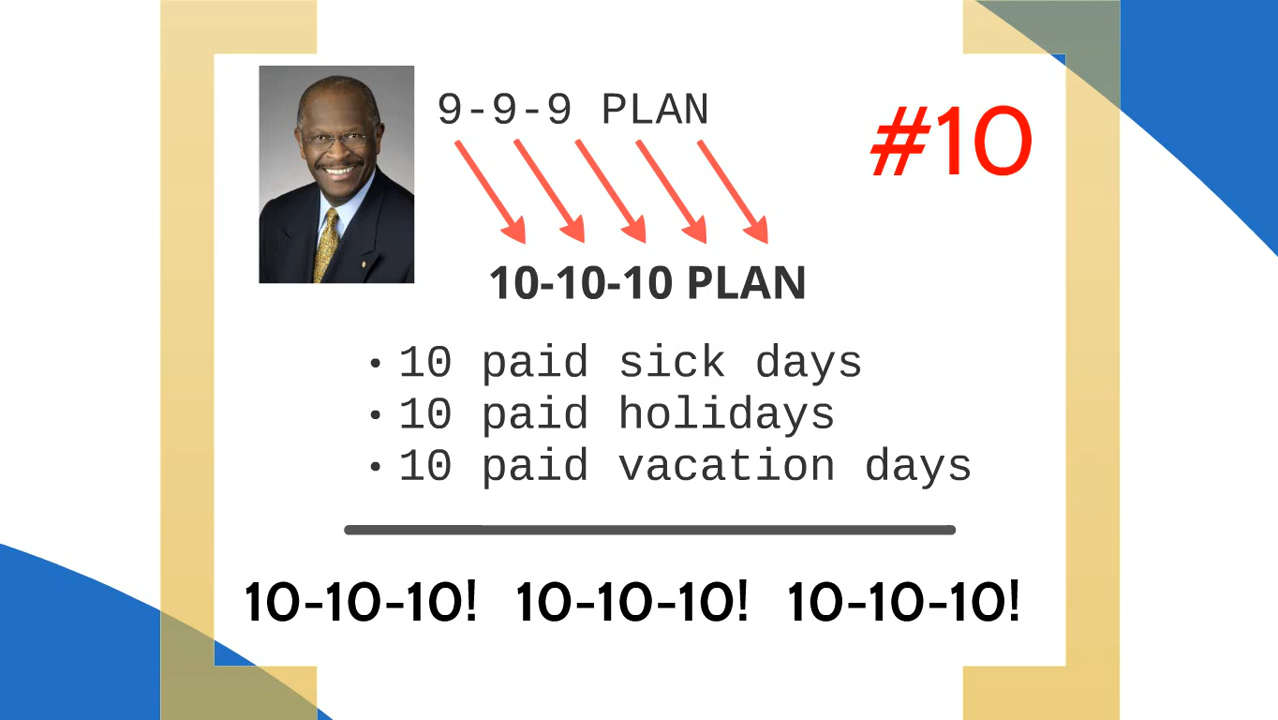 9-9-9 PLAN
#10
10-10-10 PLAN
• 10 paid sick days
• 10 paid holidays
• 10 paid vacation days
10-10-10! 10-10-10! 10-10-10!